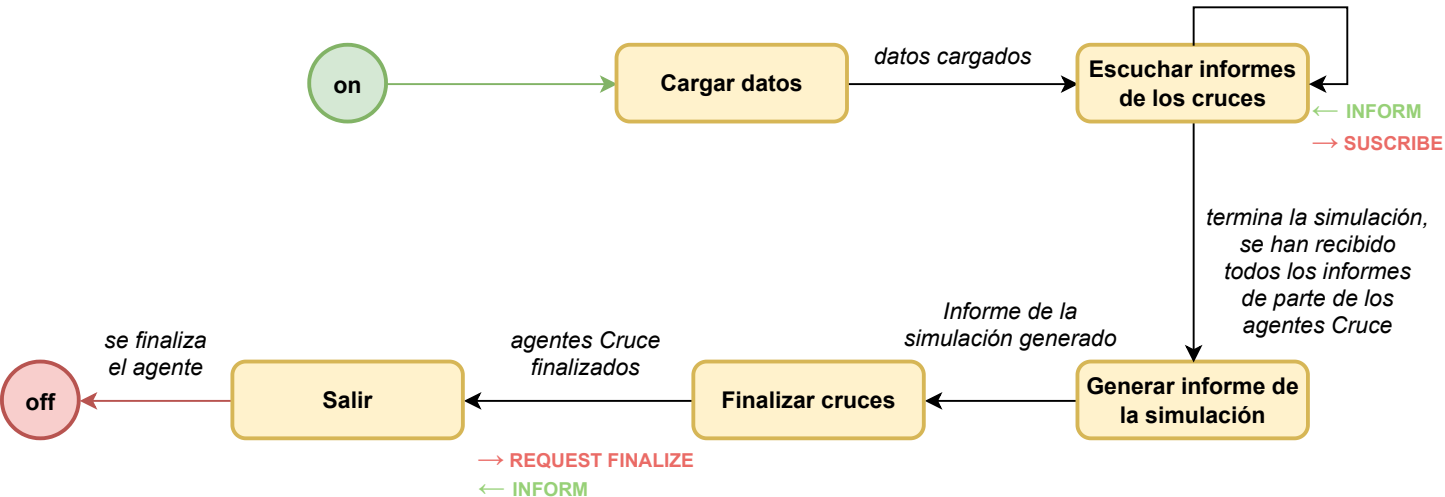 on
Cargar datos
datos cargados
Escuchar informes
de los cruces
← INFORM
→ SUSCRIBE
termina la simulación,
se han recibido
todos los informes
de parte de los
agentes Cruce
Generar informe de
la simulación
Informe de la
simulación generado
Finalizar cruces
agentes Cruce
finalizados
→ REQUEST FINALIZE
← INFORM
Salir
se finaliza
el agente
off